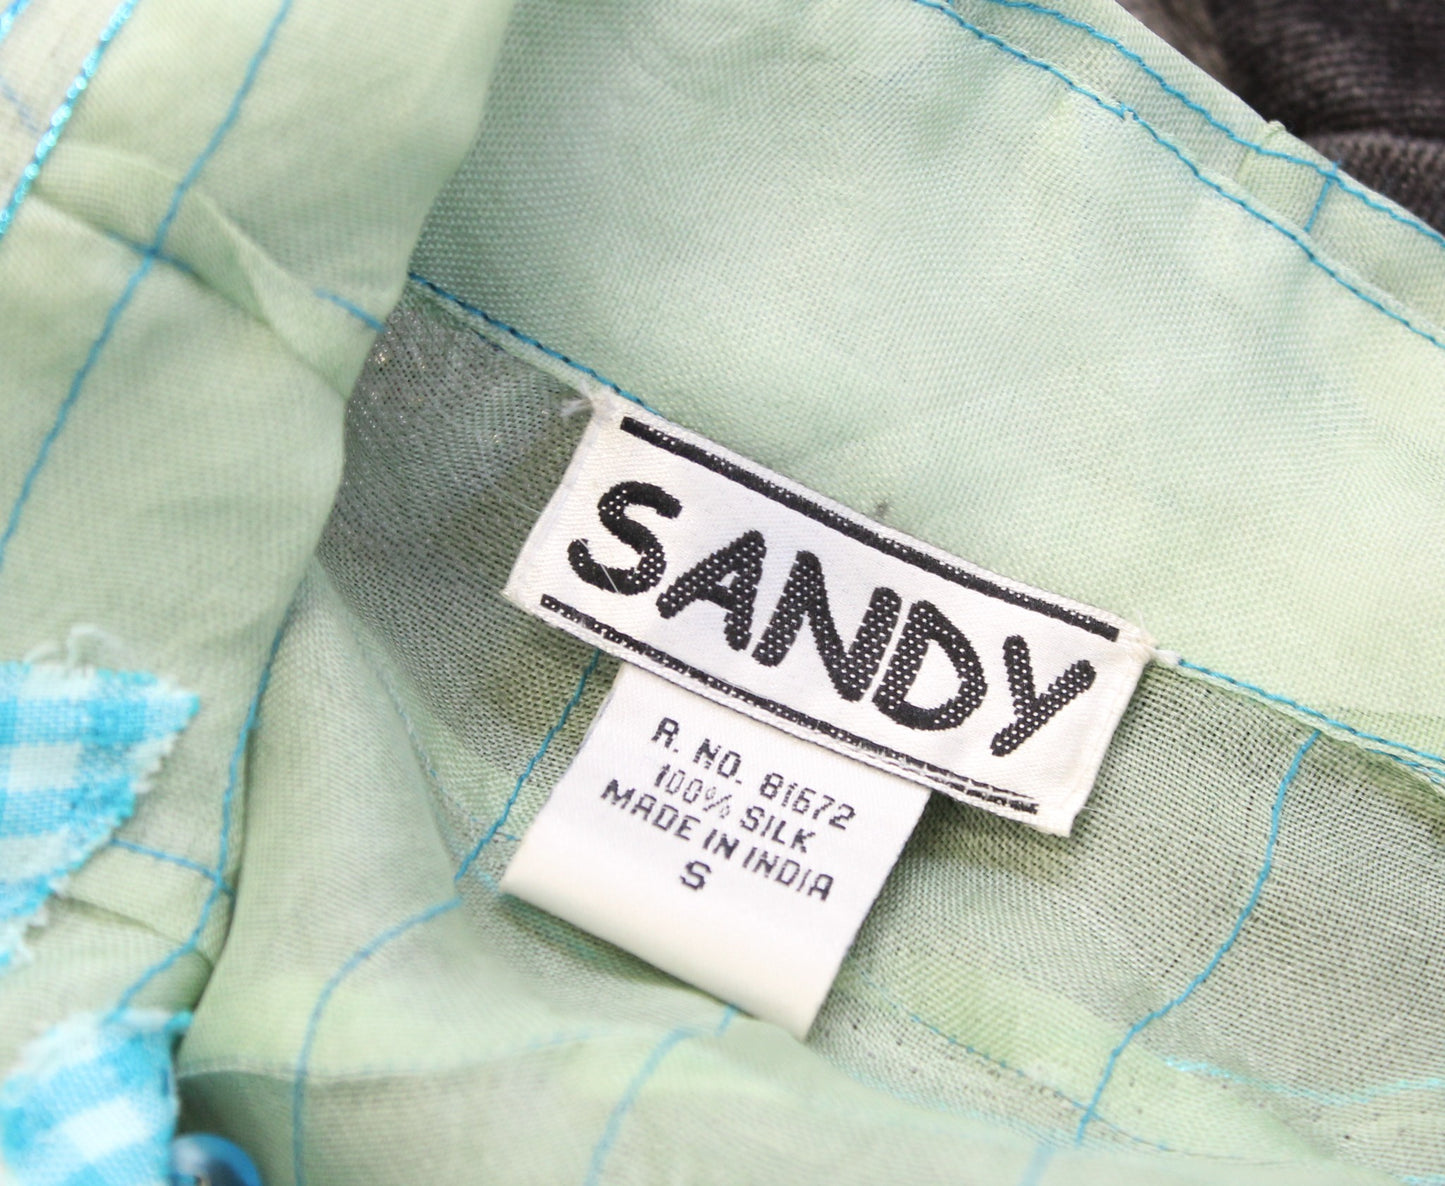 SANDY
R. NO. 81672
100% SILK
MADE IN INDIA
S